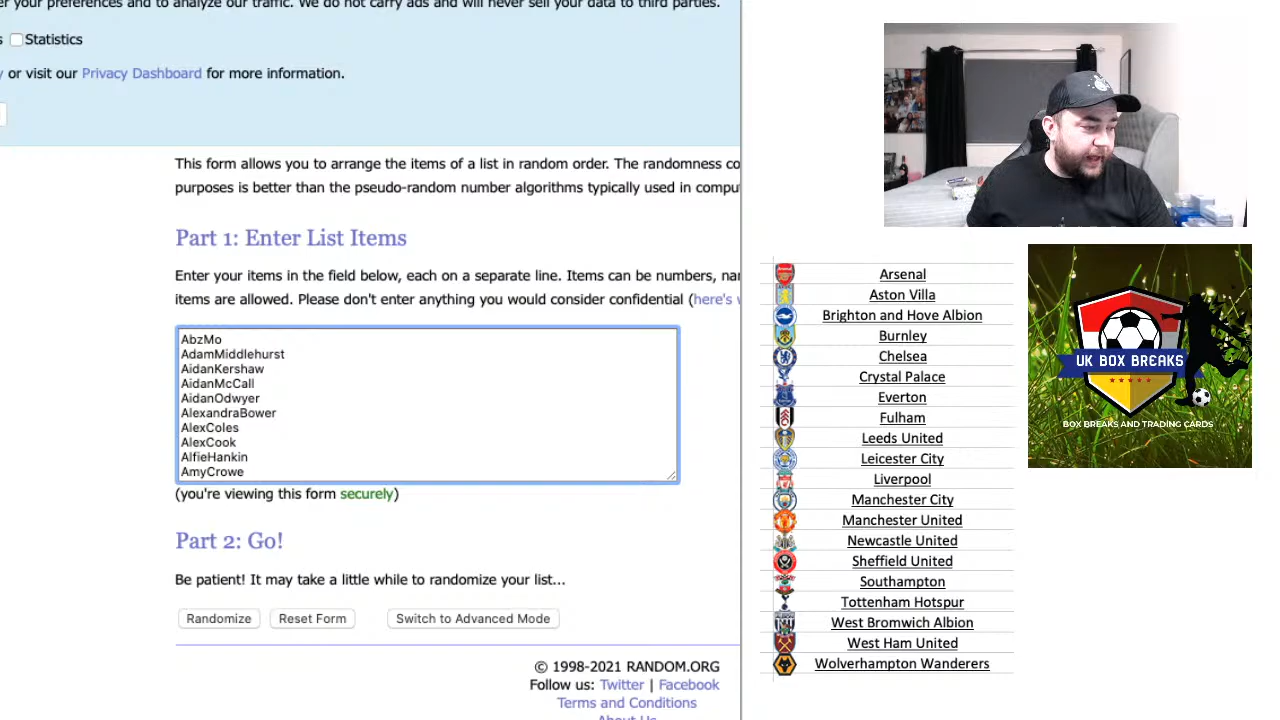 er your preferences and to analyze our traffic. We do not carry ads and will never sell your data to third parties.
s Statistics
y or visit our Privacy Dashboard for more information.
This form allows you to arrange the items of a list in random order. The randomness co
purposes is better than the pseudo-random number algorithms typically used in compu
Part 1: Enter List Items
Enter your items in the field below, each on a separate line. Items can be numbers, nar
items are allowed. Please don't enter anything you would consider confidential (here's w
AbzMo
AdamMiddlehurst
AidanKershaw
AidanMcCall
AidanOdwyer
AlexandraBower
AlexColes
AlexCook
AlfieHankin
AmyCrowe
(you're viewing this form securely)
Part 2: Go!
Be patient! It may take a little while to randomize your list...
Randomize Reset Form Switch to Advanced Mode
© 1998-2021 RANDOM.ORG
Follow us: Twitter | Facebook
Terms and Conditions
About Us
Arsenal
Aston Villa
Brighton and Hove Albion
Burnley
Chelsea
Crystal Palace
Everton
Fulham
Leeds United
Leicester City
Liverpool
Manchester City
Manchester United
Newcastle United
Sheffield United
Southampton
Tottenham Hotspur
West Bromwich Albion
West Ham United
Wolverhampton Wanderers
UK BOX BREAKS
BOX BREAKS AND TRADING CARDS